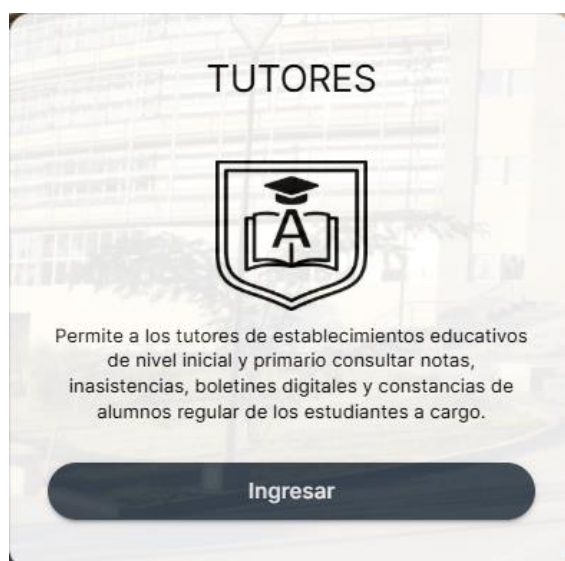 TUTORES
A
Permite a los tutores de establecimientos educativos
de nivel inicial y primario consultar notas,
inasistencias, boletines digitales y constancias de
alumnos regular de los estudiantes a cargo.
Ingresar